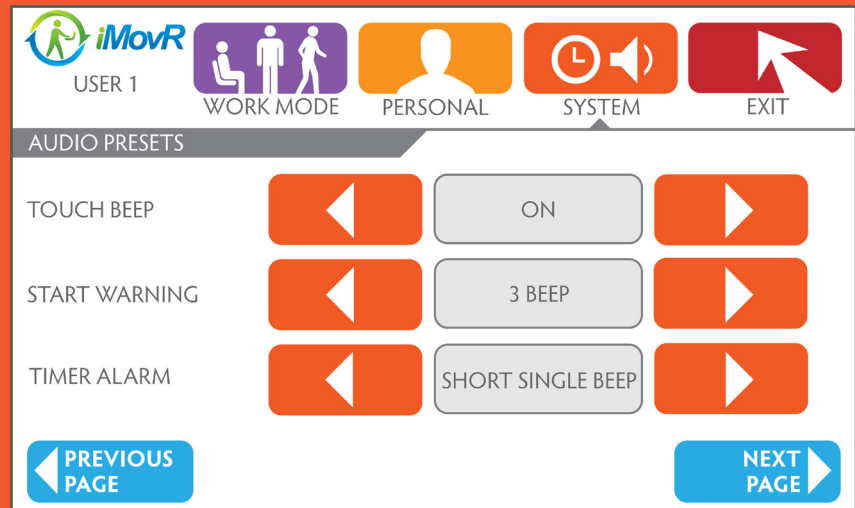 iMovR
USER 1
WORK MODE
PERSONAL
SYSTEM
EXIT
AUDIO PRESETS
TOUCH BEEP
ON
START WARNING
3 BEEP
TIMER ALARM
SHORT SINGLE BEEP
PREVIOUS
PAGE
NEXT
PAGE